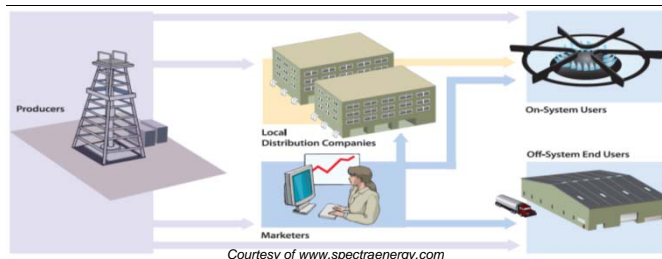 Producers
Local
Distribution Companies
Marketers
On-System Users
Off-System End Users
Courtesy of www.spectraenergy.com